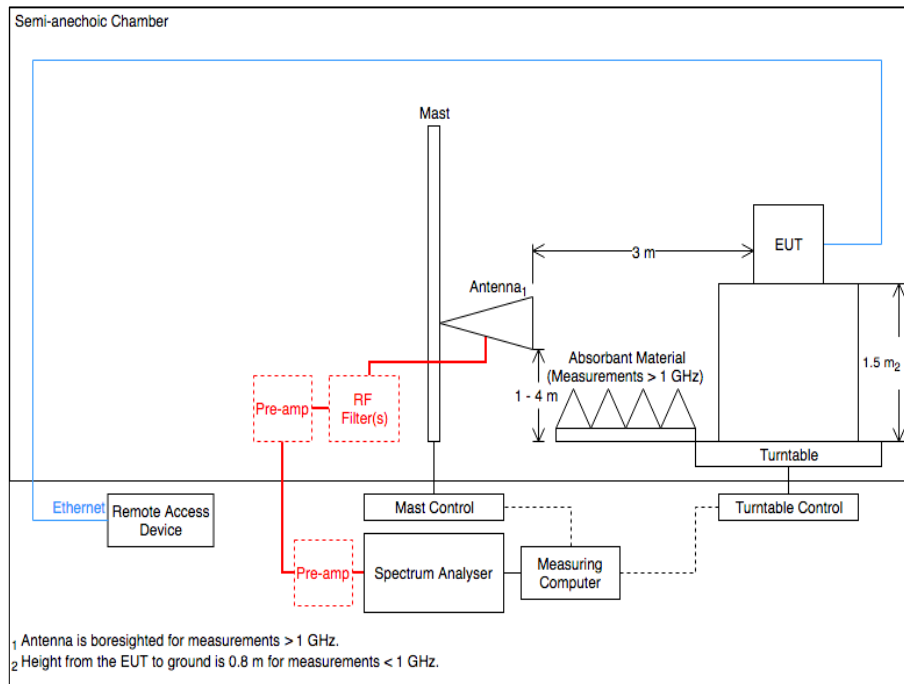 Semi-anechoic Chamber
Mast
EUT
3 m
Antenna1
Absorbant Material
(Measurements > 1 GHz)
1.5 m2
1 - 4 m
Pre-amp
RF
Filter(s)
Turntable
Ethernet
Remote Access
Device
Mast Control
Turntable Control
Pre-amp
Spectrum Analyser
Measuring
Computer
1 Antenna is boresighted for measurements > 1 GHz.
2 Height from the EUT to ground is 0.8 m for measurements < 1 GHz.